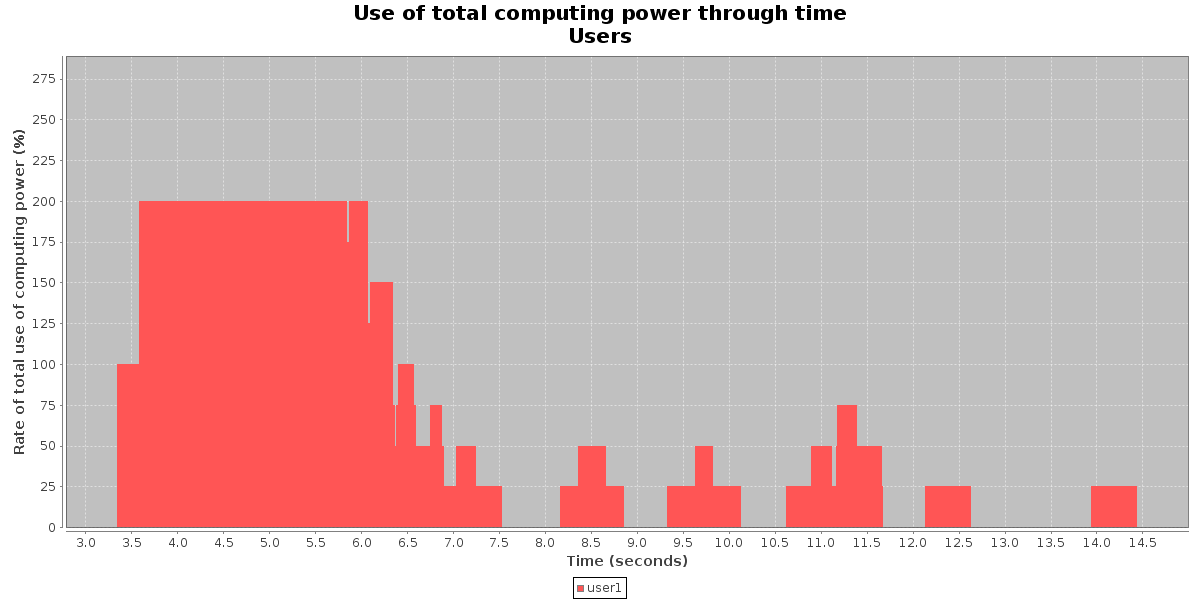 Use of total computing power through time
Users
Rate of total use of computing power (%)
275
250
225
200
175
150
125
100
75
50
25
0
3.0 3.5 4.0 4.5 5.0 5.5 6.0 6.5 7.0 7.5 8.0 8.5 9.0 9.5 10.0 10.5 11.0 11.5 12.0 12.5 13.0 13.5 14.0 14.5
Time (seconds)
user1